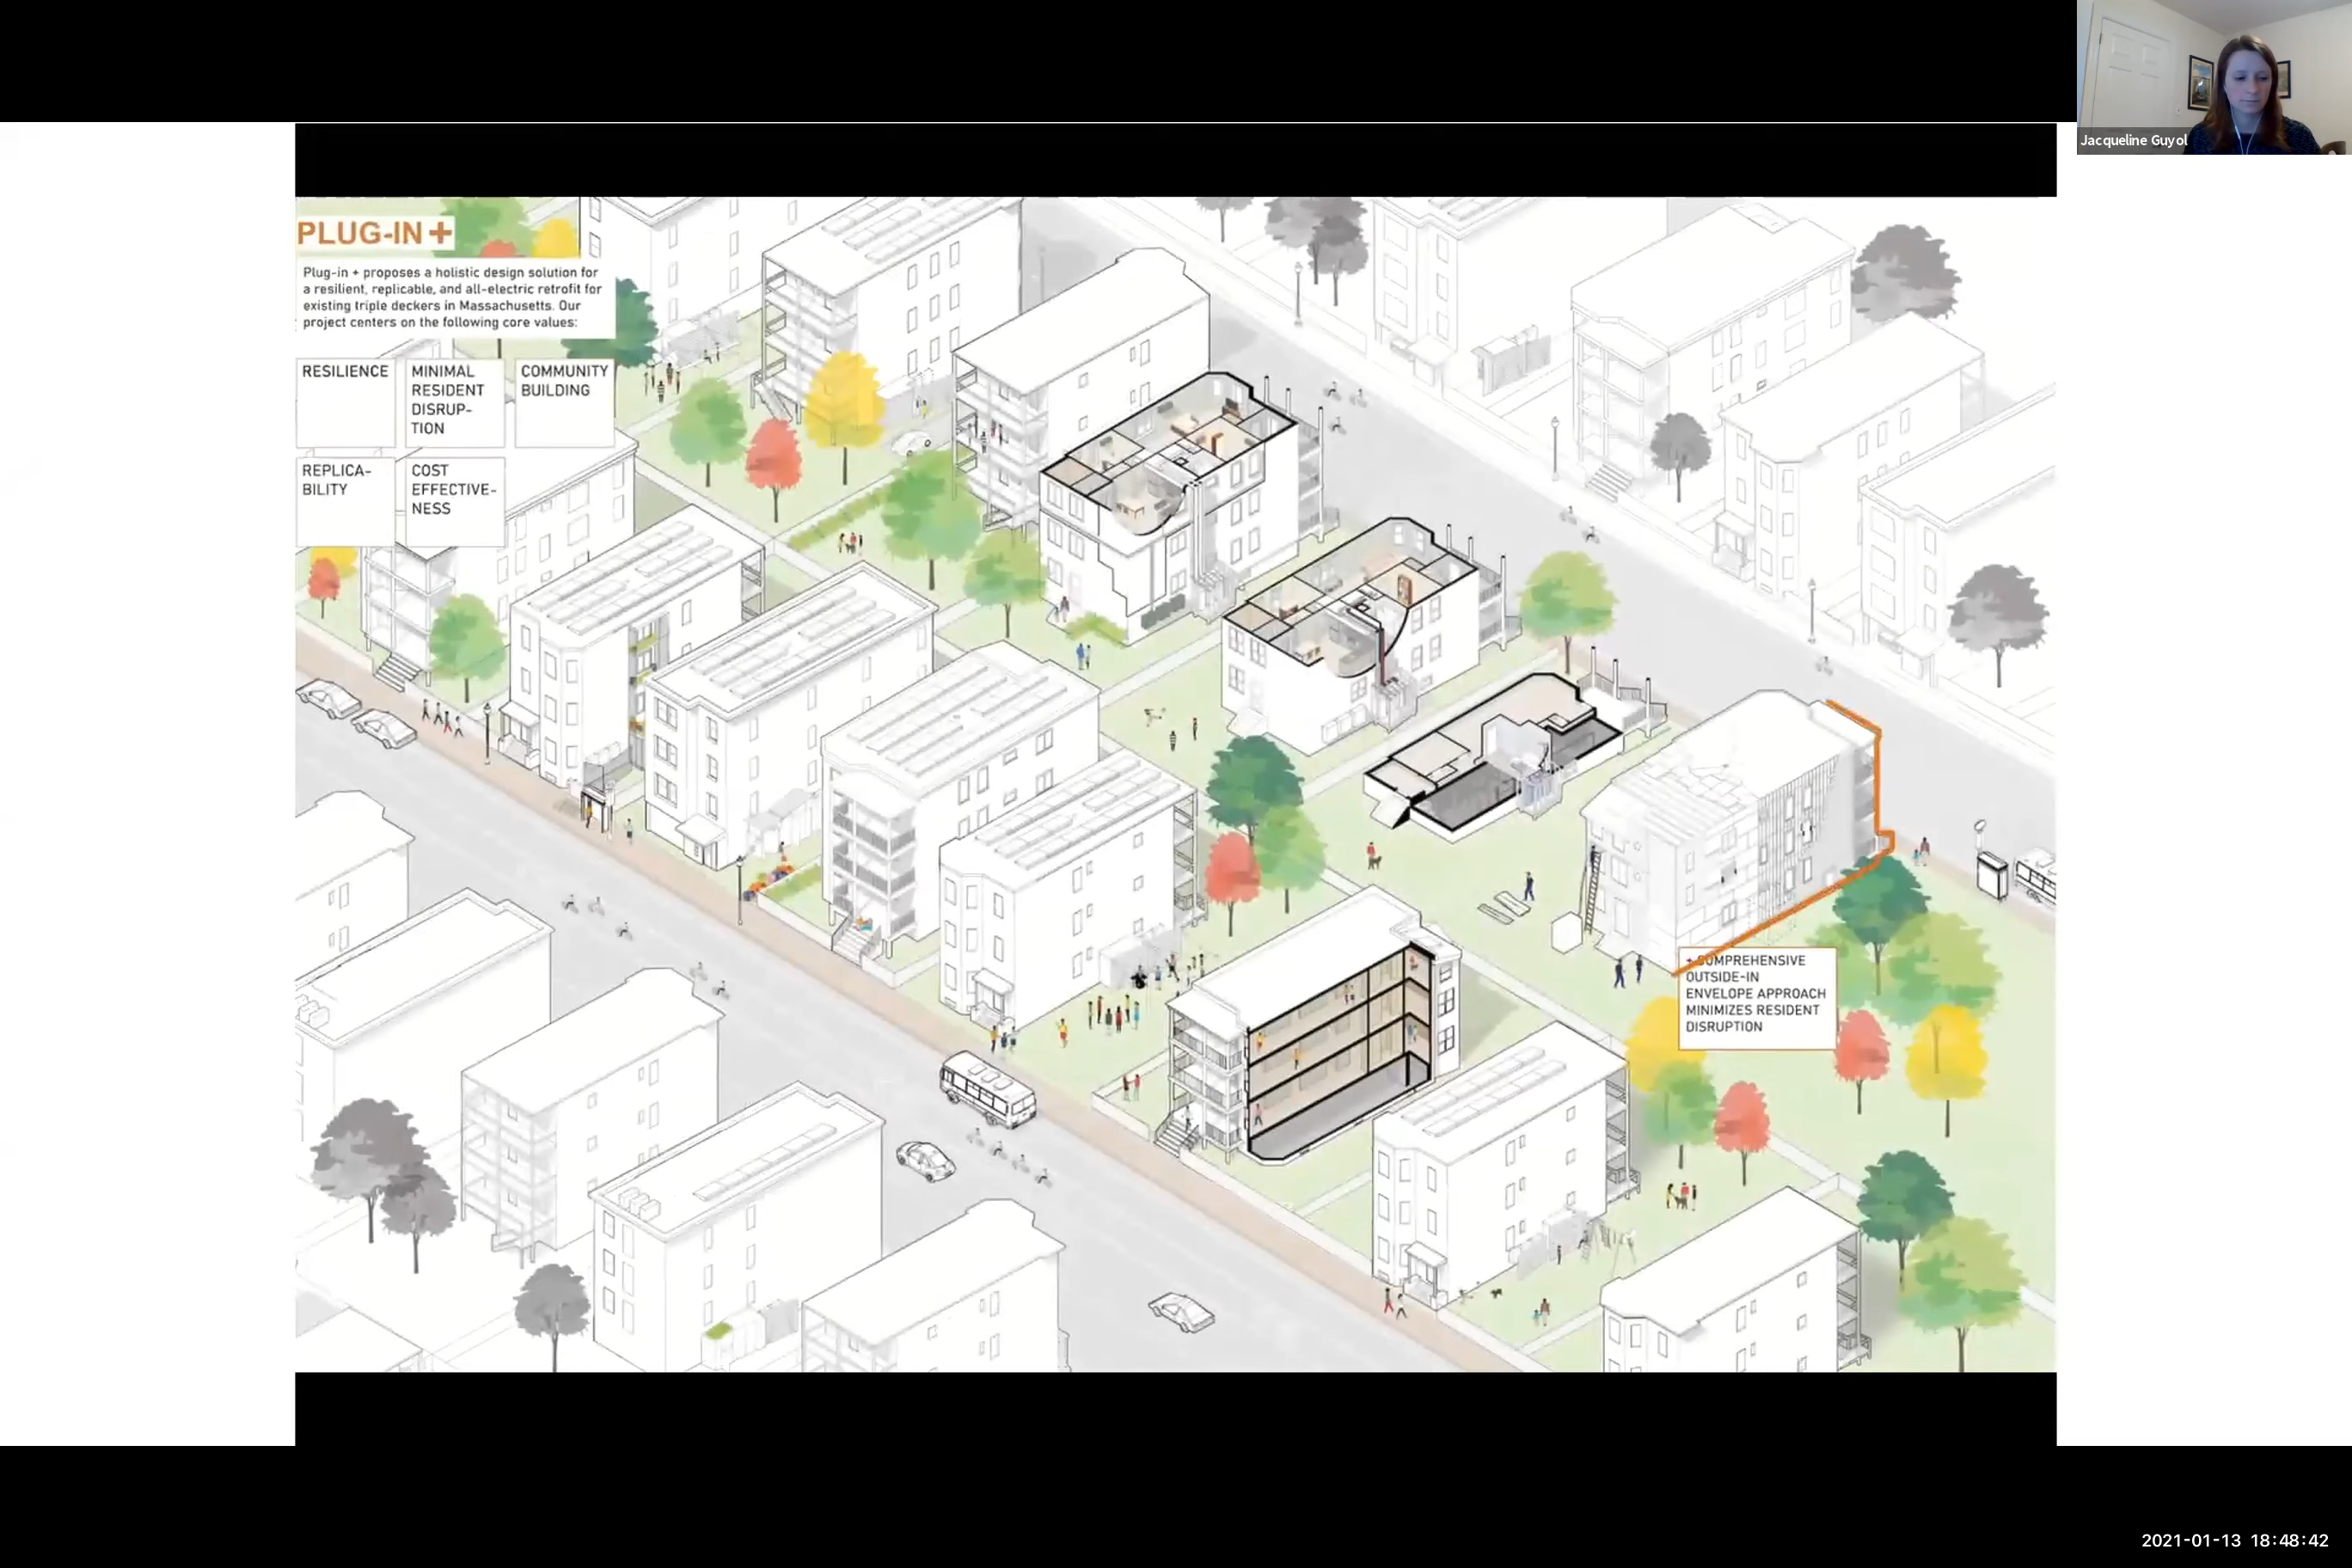 Jacqueline Guyol
PLUG-IN +
Plug-in + proposes a holistic design solution for
a resilient, replicable, and all-electric retrofit for
existing triple deckers in Massachusetts. Our
project centers on the following core values:
RESILIENCE
MINIMAL
RESIDENT
DISRUP-
TION
COMMUNITY
BUILDING
REPLICA-
BILITY
COST
EFFECTIVE-
NESS
+ COMPREHENSIVE
OUTSIDE-IN
ENVELOPE APPROACH
MINIMIZES RESIDENT
DISRUPTION
2021-01-13 18:48:42